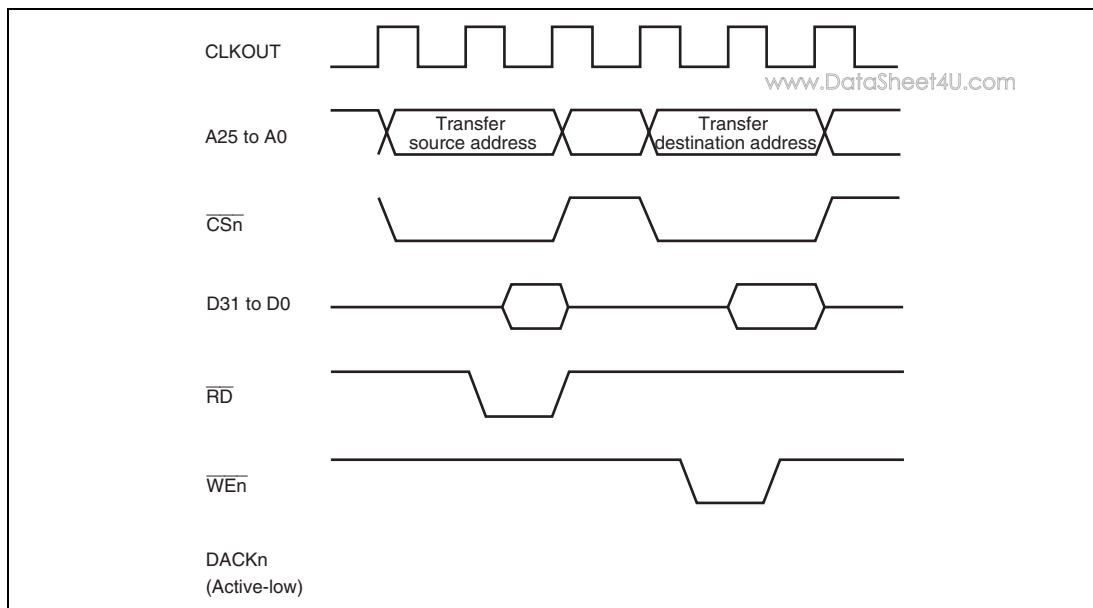 CLKOUT
www.DataSheet4U.com
A25 to A0
Transfer
source address
Transfer
destination address
CSn
D31 to D0
RD
WEn
DACKn
(Active-low)